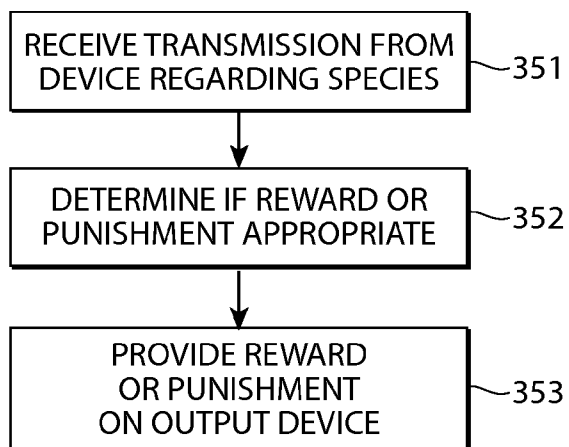 RECEIVE TRANSMISSION FROM
DEVICE REGARDING SPECIES
351
DETERMINE IF REWARD OR
PUNISHMENT APPROPRIATE
352
PROVIDE REWARD
OR PUNISHMENT
ON OUTPUT DEVICE
353